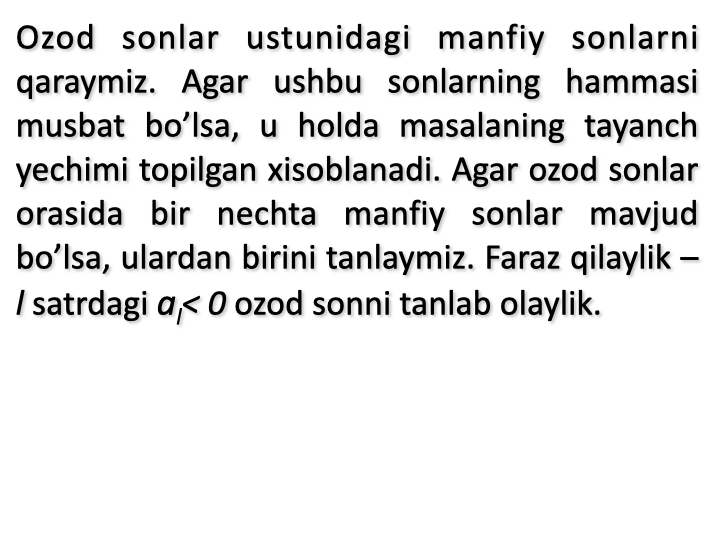 Ozod sonlar ustunidagi manfiy sonlarni
qaraymiz. Agar ushbu sonlarning hammasi
musbat bo’lsa, u holda masalaning tayanch
yechimi topilgan xisoblanadi. Agar ozod sonlar
orasida bir nechta manfiy sonlar mavjud
bo’lsa, ulardan birini tanlaymiz. Faraz qilaylik –
l satrdagi aₗ< 0 ozod sonni tanlab olaylik.